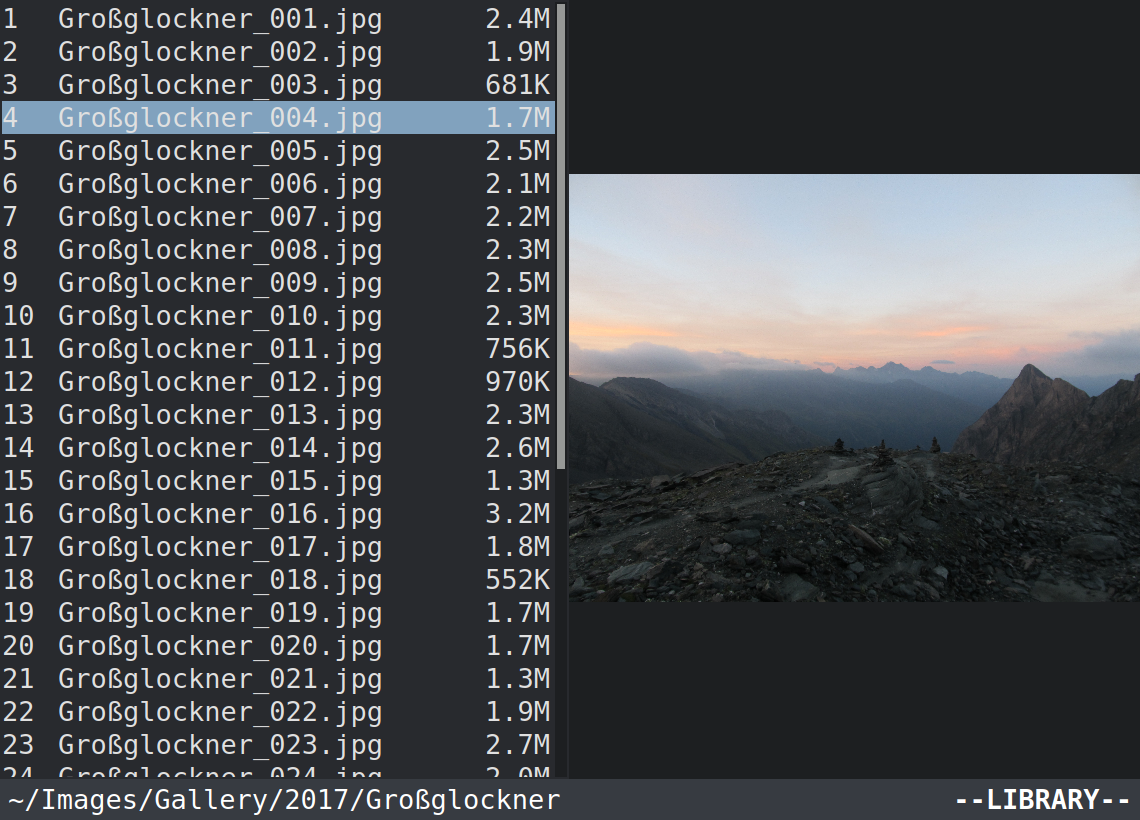 1 Großglockner_001.jpg 2.4M
2 Großglockner_002.jpg 1.9M
3 Großglockner_003.jpg 681K
4 Großglockner_004.jpg 1.7M
5 Großglockner_005.jpg 2.5M
6 Großglockner_006.jpg 2.1M
7 Großglockner_007.jpg 2.2M
8 Großglockner_008.jpg 2.3M
9 Großglockner_009.jpg 2.5M
10 Großglockner_010.jpg 2.3M
11 Großglockner_011.jpg 756K
12 Großglockner_012.jpg 970K
13 Großglockner_013.jpg 2.3M
14 Großglockner_014.jpg 2.6M
15 Großglockner_015.jpg 1.3M
16 Großglockner_016.jpg 3.2M
17 Großglockner_017.jpg 1.8M
18 Großglockner_018.jpg 552K
19 Großglockner_019.jpg 1.7M
20 Großglockner_020.jpg 1.7M
21 Großglockner_021.jpg 1.3M
22 Großglockner_022.jpg 1.9M
23 Großglockner_023.jpg 2.7M
24 Großglockner_024.jpg 2.0M
~/Images/Gallery/2017/Großglockner --LIBRARY--